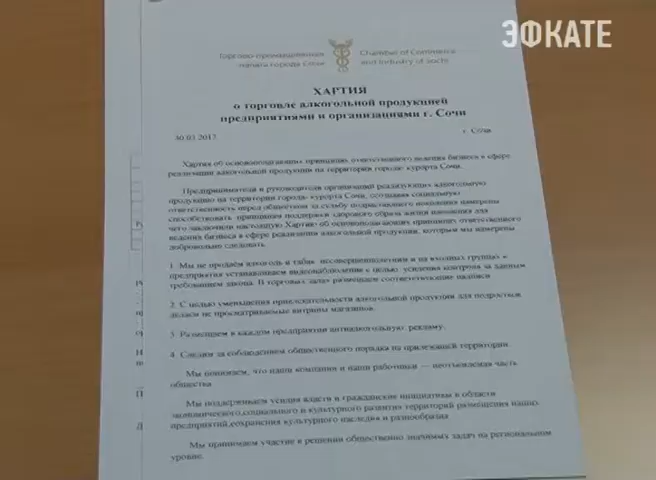 ЭФКАТЕ
Торгово-промышленная
палата города Сочи
Chamber of Commerce
and Industry of Sochi
ХАРТИЯ
о торговле алкогольной продукцией
предприятиями и организациями г. Сочи
30.03.2017
г. Сочи
Хартия об основополагающих принципах ответственного ведения бизнеса в сфере
реализации алкогольной продукции на территории города- курорта Сочи.
Предприниматели и руководители организаций реализующих алкогольную
продукцию на территории города- курорта Сочи, осознавая социальную
ответственность перед обществом за судьбу подрастающего поколения намерены
способствовать принципам поддержки здорового образа жизни населения для
чего заключили настоящую Хартию об основополагающих принципах ответственного
ведения бизнеса в сфере реализации алкогольной продукции, которым мы намерены
добровольно следовать.
1. Мы не продаём алкоголь и табак несовершеннолетним и на входных группах в
предприятия устанавливаем видеонаблюдение с целью усиления контроля за данным
требованием закона. В торговых залах размещаем соответствующие надписи
2. С целью уменьшения привлекательности алкогольной продукции для подростков
делаем не просматриваемые витрины магазинов.
3. Размещаем в каждом предприятии антиалкогольную рекламу.
4. Следим за соблюдением общественного порядка на прилежащей территории.
Мы понимаем, что наши компании и наши работники — неотъемлемая часть
общества.
Мы поддерживаем усилия власти и гражданские инициативы в области
экономического,социального и культурного развития территорий размещения наших
предприятий,сохранения культурного наследия и разнообразия
Мы принимаем участие в решении общественно значимых задач на региональном
уровне.